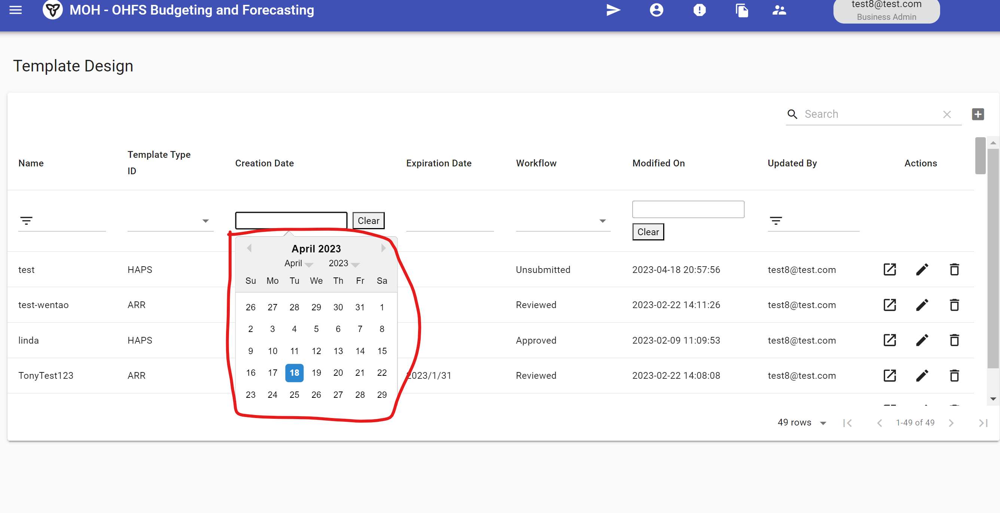 MOH - OHFS Budgeting and Forecasting
test8@test.com
Business Admin
Template Design
Search
Name
Template Type ID
Creation Date
Expiration Date
Workflow
Modified On
Updated By
Actions
Clear
Clear
April 2023
April 2023
Su Mo Tu We Th Fr Sa
26 27 28 29 30 31 1
2 3 4 5 6 7 8
9 10 11 12 13 14 15
16 17 18 19 20 21 22
23 24 25 26 27 28 29
test HAPS Unsubmitted 2023-04-18 20:57:56 test8@test.com
test-wentao ARR Reviewed 2023-02-22 14:11:26 test8@test.com
linda HAPS Approved 2023-02-09 11:09:53 test8@test.com
TonyTest123 ARR 2023/1/31 Reviewed 2023-02-22 14:08:08 test8@test.com
49 rows 1-49 of 49